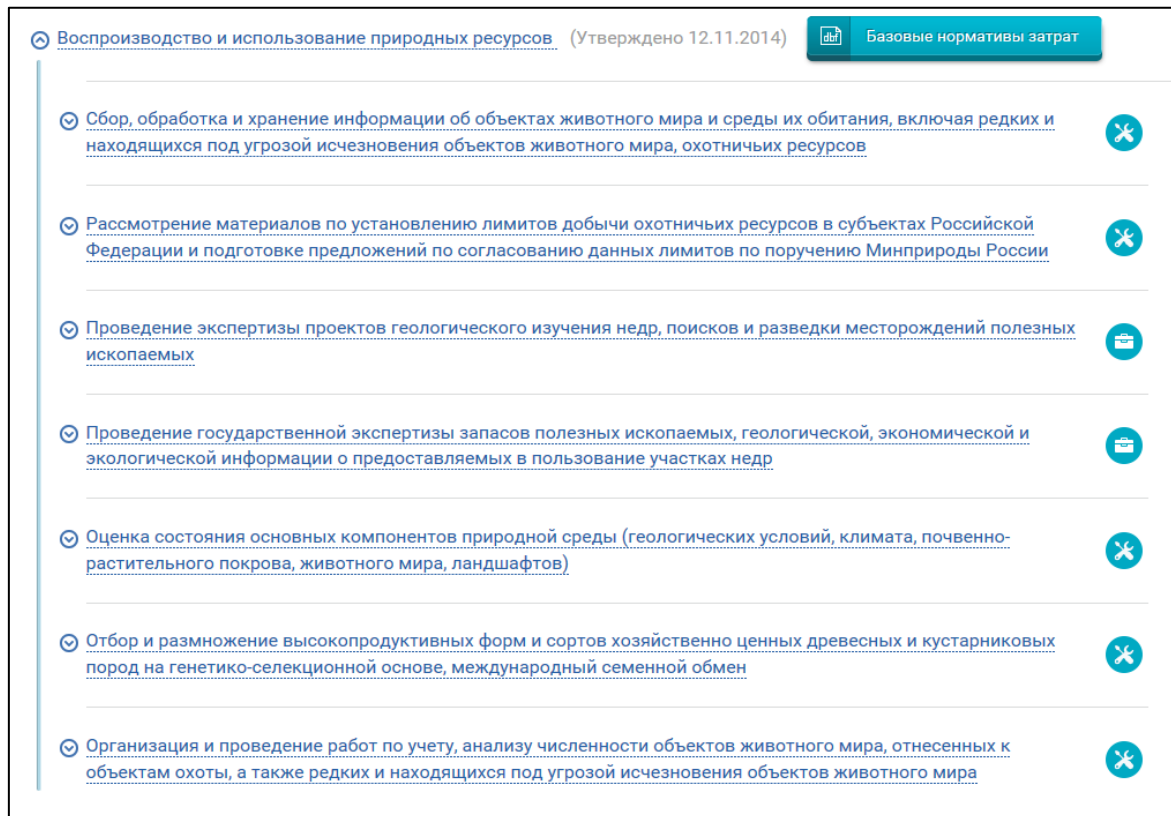 Воспроизводство и использование природных ресурсов (Утверждено 12.11.2014) dbf Базовые нормативы затрат
Сбор, обработка и хранение информации об объектах животного мира и среды их обитания, включая редких и
находящихся под угрозой исчезновения объектов животного мира, охотничьих ресурсов
Рассмотрение материалов по установлению лимитов добычи охотничьих ресурсов в субъектах Российской
Федерации и подготовке предложений по согласованию данных лимитов по поручению Минприроды России
Проведение экспертизы проектов геологического изучения недр, поисков и разведки месторождений полезных
ископаемых
Проведение государственной экспертизы запасов полезных ископаемых, геологической, экономической и
экологической информации о предоставляемых в пользование участках недр
Оценка состояния основных компонентов природной среды (геологических условий, климата, почвенно-
растительного покрова, животного мира, ландшафтов)
Отбор и размножение высокопродуктивных форм и сортов хозяйственно ценных древесных и кустарниковых
пород на генетико-селекционной основе, международный семенной обмен
Организация и проведение работ по учету, анализу численности объектов животного мира, отнесенных к
объектам охоты, а также редких и находящихся под угрозой исчезновения объектов животного мира